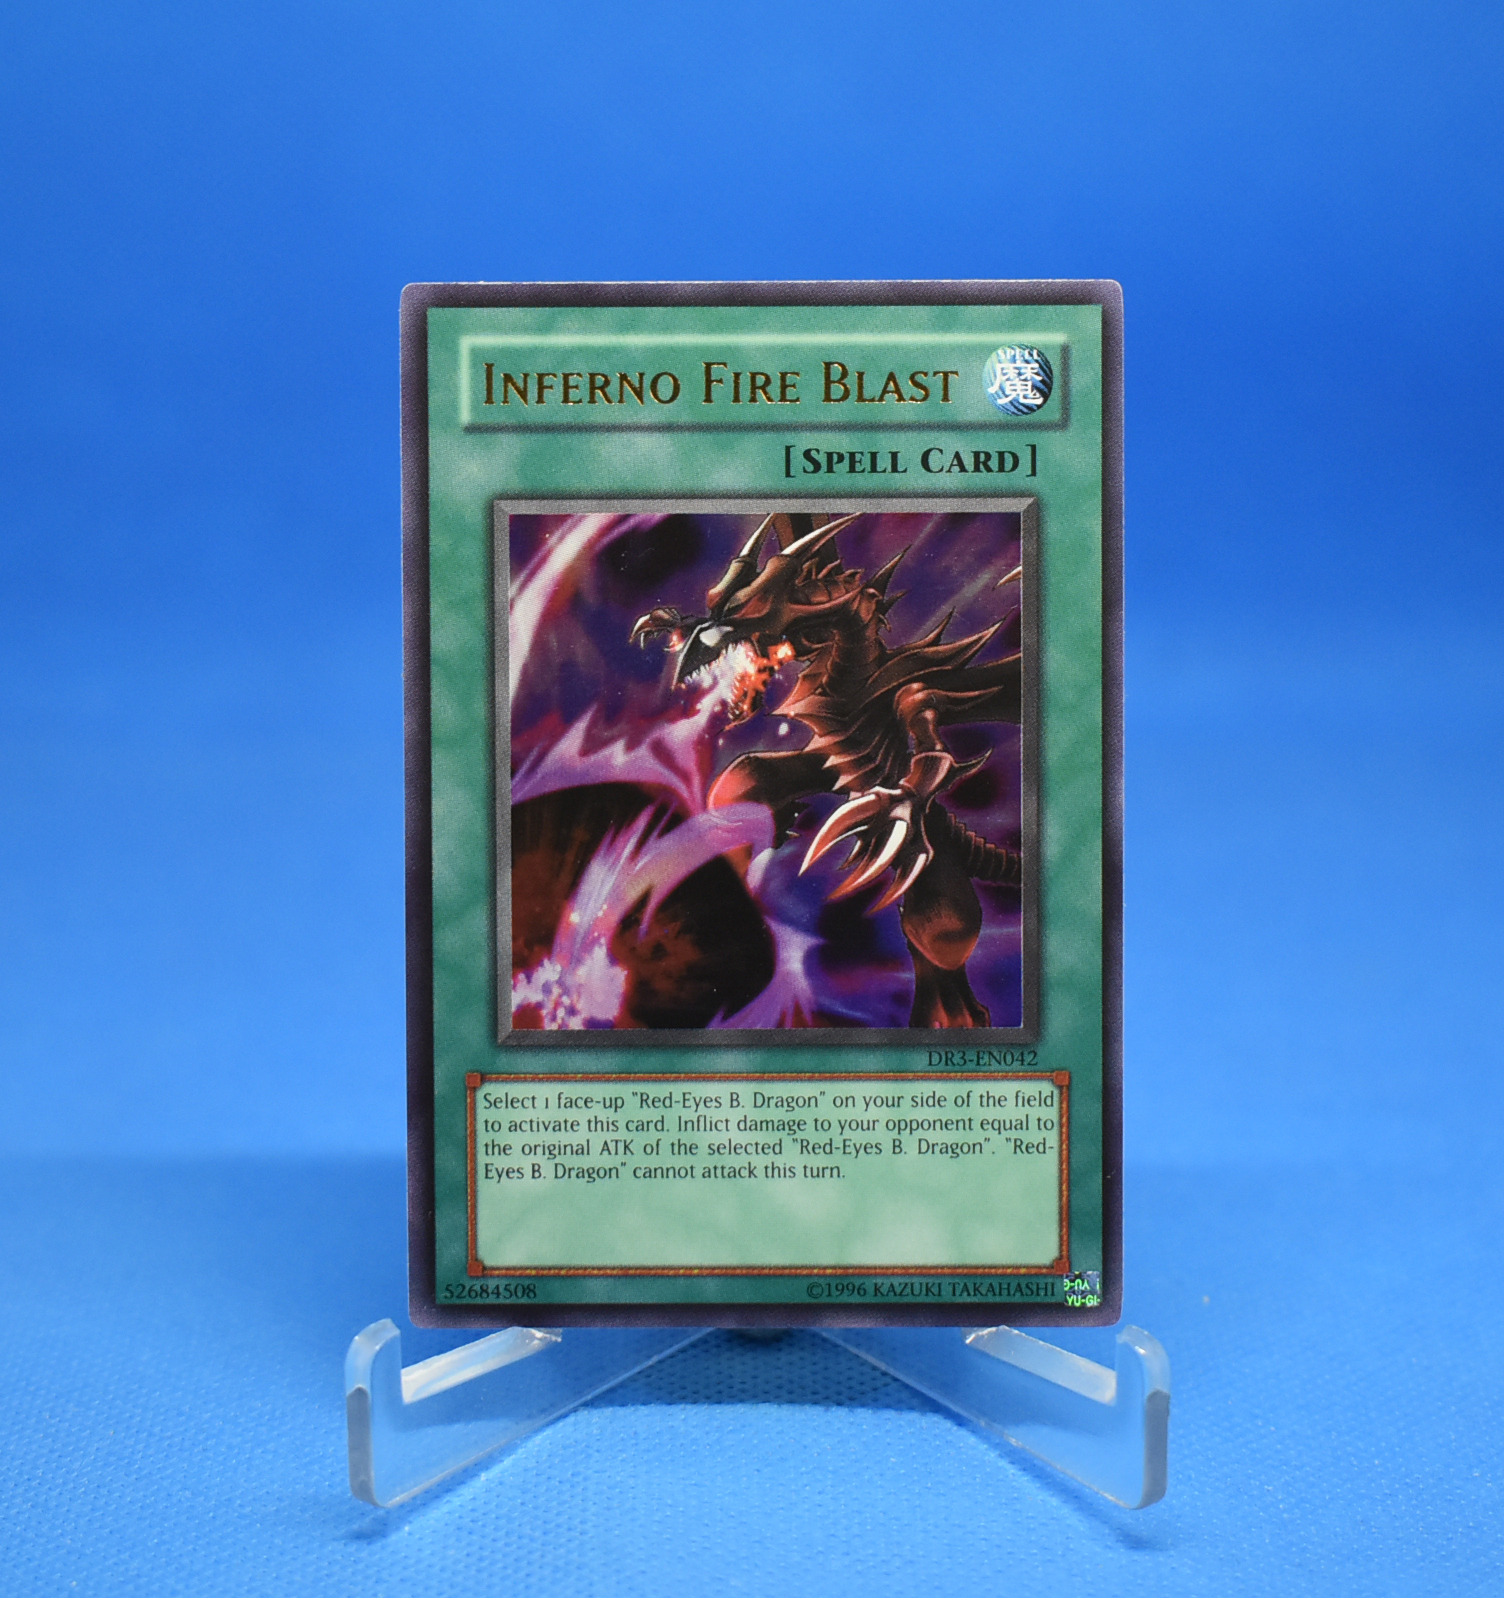 INFERNO FIRE BLAST
SPELL
魔
[SPELL CARD]
DR3-EN042
Select 1 face-up "Red-Eyes B. Dragon" on your side of the field
to activate this card. Inflict damage to your opponent equal to
the original ATK of the selected "Red-Eyes B. Dragon". "Red-
Eyes B. Dragon" cannot attack this turn.
52684508
©1996 KAZUKI TAKAHASHI
YU-GI-